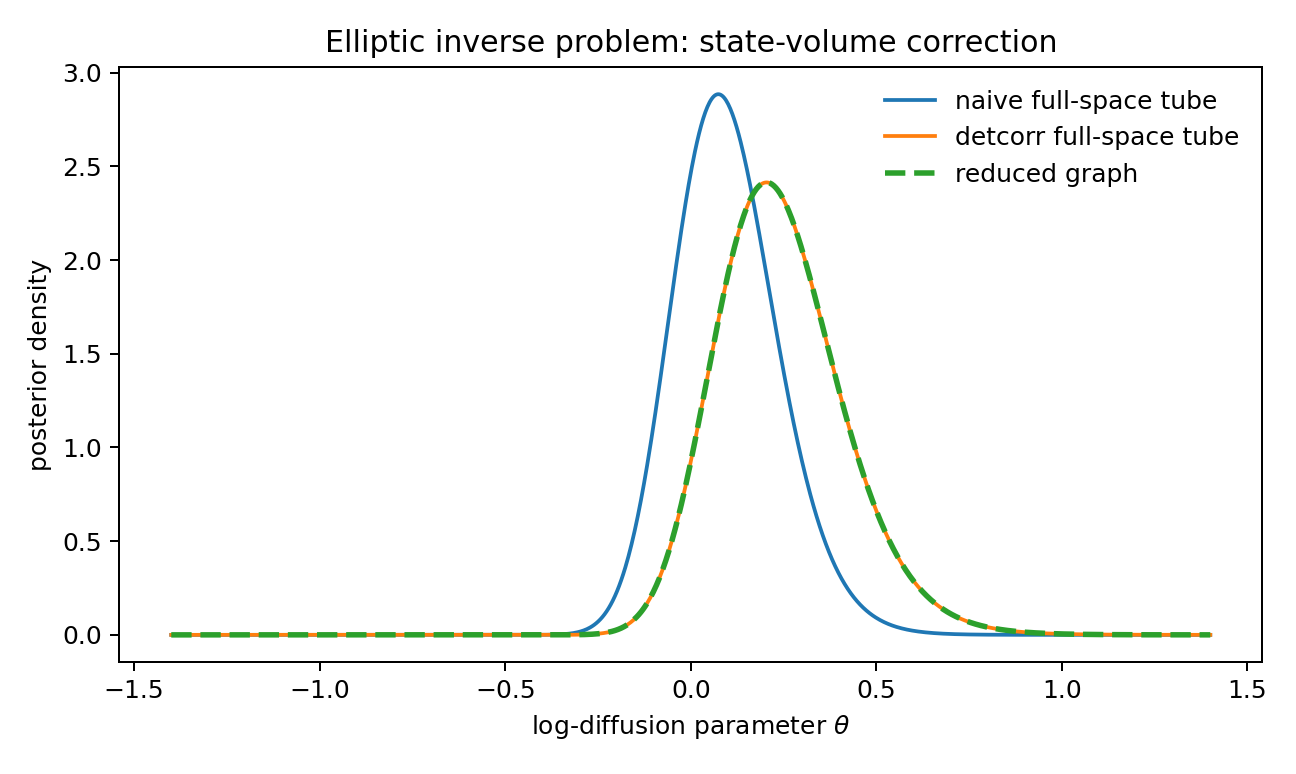 Elliptic inverse problem: state-volume correction
naive full-space tube
detcorr full-space tube
reduced graph
posterior density
3.0
2.5
2.0
1.5
1.0
0.5
0.0
−1.5
−1.0
−0.5
0.0
0.5
1.0
1.5
log-diffusion parameter θ